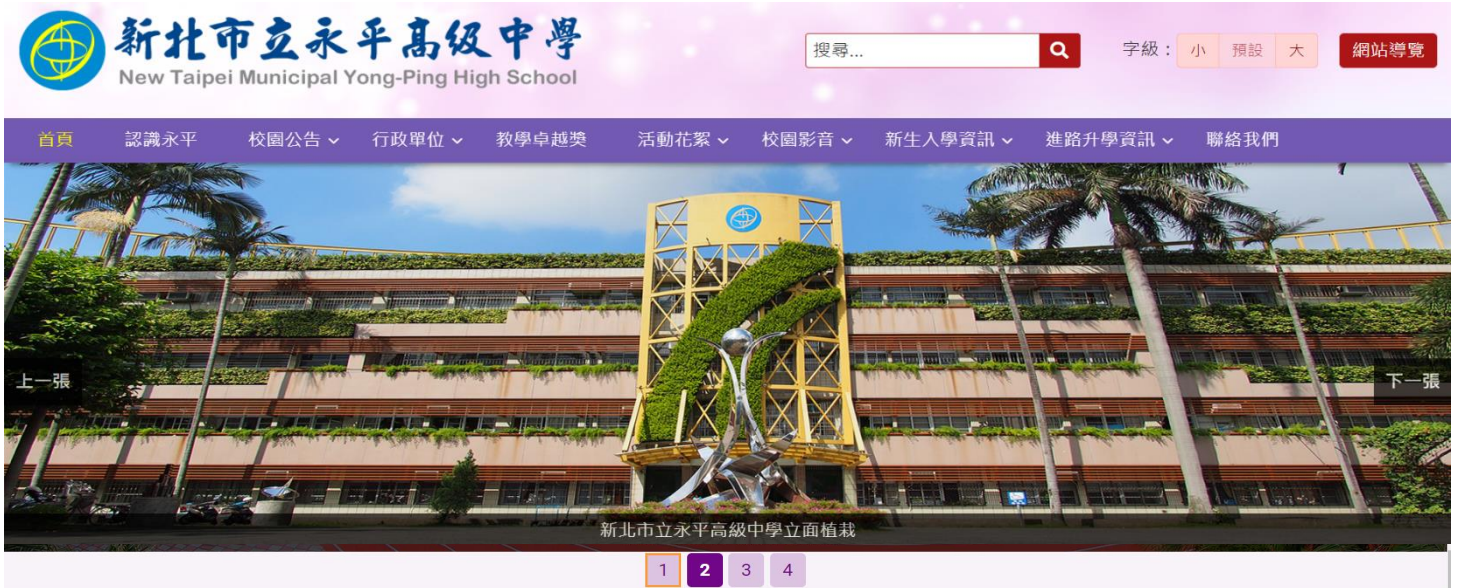 新北市立永平高級中學
New Taipei Municipal Yong-Ping High School
搜尋...
字級： 小 預設 大
網站導覽
首頁 認識永平 校園公告 行政單位 教學卓越獎 活動花絮 校園影音 新生入學資訊 進路升學資訊 聯絡我們
上一張
下一張
新北市立永平高級中學立面植栽
1 2 3 4